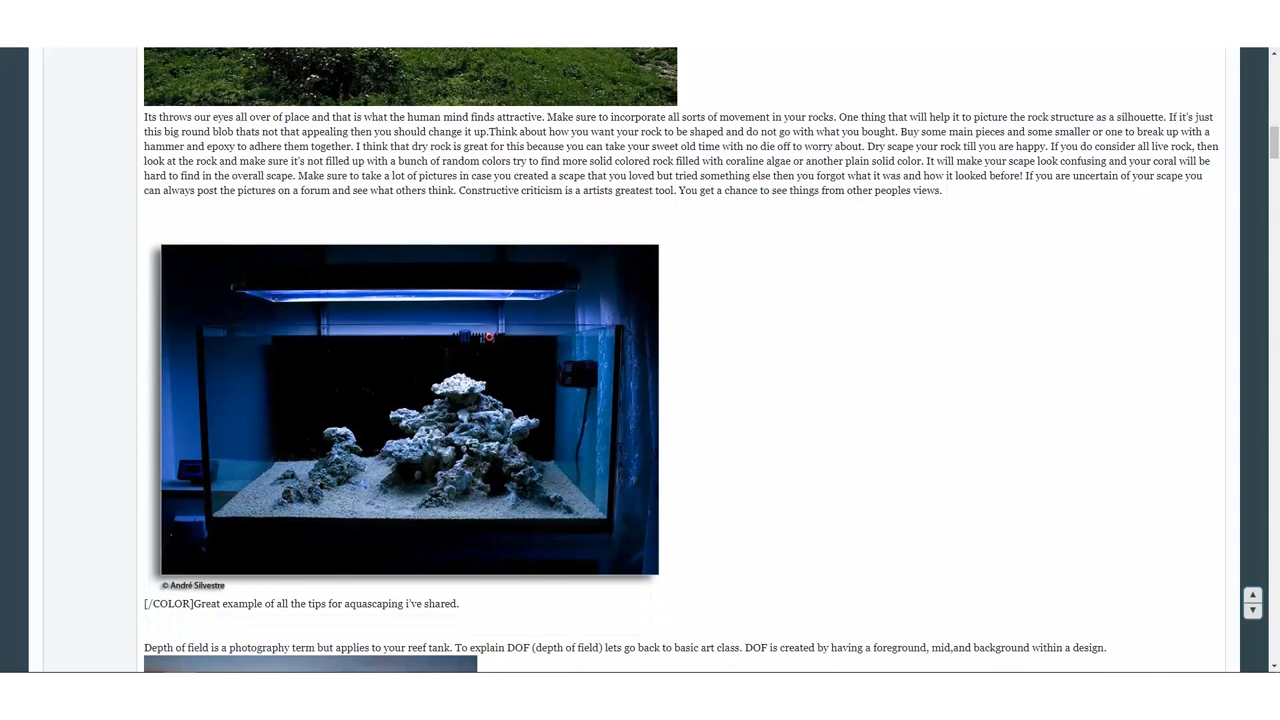 Its throws our eyes all over of place and that is what the human mind finds attractive. Make sure to incorporate all sorts of movement in your rocks. One thing that will help it to picture the rock structure as a silhouette. If it's just
this big round blob thats not that appealing then you should change it up.Think about how you want your rock to be shaped and do not go with what you bought. Buy some main pieces and some smaller or one to break up with a
hammer and epoxy to adhere them together. I think that dry rock is great for this because you can take your sweet old time with no die off to worry about. Dry scape your rock till you are happy. If you do consider all live rock, then
look at the rock and make sure it's not filled up with a bunch of random colors try to find more solid colored rock filled with coraline algae or another plain solid color. It will make your scape look confusing and your coral will be
hard to find in the overall scape. Make sure to take a lot of pictures in case you created a scape that you loved but tried something else then you forgot what it was and how it looked before! If you are uncertain of your scape you
can always post the pictures on a forum and see what others think. Constructive criticism is a artists greatest tool. You get a chance to see things from other peoples views.
© André Silvestre
[/COLOR]Great example of all the tips for aquascaping i've shared.
Depth of field is a photography term but applies to your reef tank. To explain DOF (depth of field) lets go back to basic art class. DOF is created by having a foreground, mid,and background within a design.